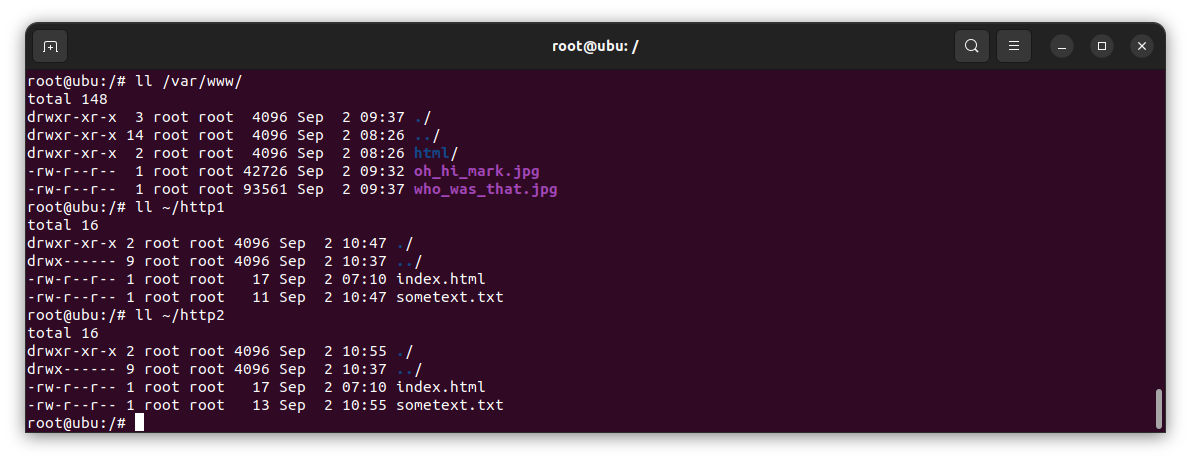 root@ubu: /
root@ubu:/# ll /var/www/
total 148
drwxr-xr-x  3 root root  4096 Sep  2 09:37 ./
drwxr-xr-x 14 root root  4096 Sep  2 08:26 ../
drwxr-xr-x  2 root root  4096 Sep  2 08:26 html/
-rw-r--r--  1 root root 42726 Sep  2 09:32 oh_hi_mark.jpg
-rw-r--r--  1 root root 93561 Sep  2 09:37 who_was_that.jpg
root@ubu:/# ll ~/http1
total 16
drwxr-xr-x 2 root root 4096 Sep  2 10:47 ./
drwx------ 9 root root 4096 Sep  2 10:37 ../
-rw-r--r-- 1 root root   17 Sep  2 07:10 index.html
-rw-r--r-- 1 root root   11 Sep  2 10:47 sometext.txt
root@ubu:/# ll ~/http2
total 16
drwxr-xr-x 2 root root 4096 Sep  2 10:55 ./
drwx------ 9 root root 4096 Sep  2 10:37 ../
-rw-r--r-- 1 root root   17 Sep  2 07:10 index.html
-rw-r--r-- 1 root root   13 Sep  2 10:55 sometext.txt
root@ubu:/#